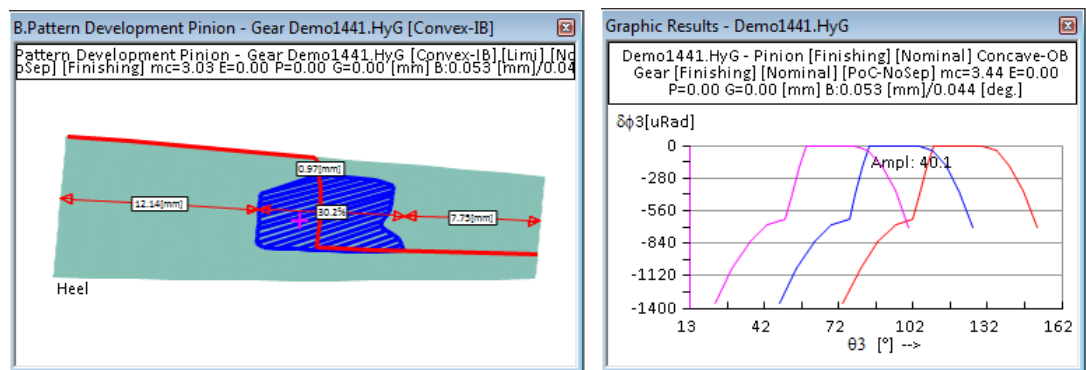 B.Pattern Development Pinion - Gear Demo1441.HyG [Convex-IB]
Pattern Development Pinion - Gear Demo1441.HyG [Convex-IB] [Limi] [No
oSep] [Finishing] mc=3.03 E=0.00 P=0.00 G=0.00 [mm] B:0.053 [mm]/0.04
0.97[mm]
12.14[mm]
30.2%
7.75[mm]
Heel
Graphic Results - Demo1441.HyG
Demo1441.HyG - Pinion [Finishing] [Nominal] Concave-OB
Gear [Finishing] [Nominal] [PoC-NoSep] mc=3.44 E=0.00
P=0.00 G=0.00 [mm] B:0.053 [mm]/0.044 [deg.]
δϕ3[uRad]
0
Ampl: 40.1
-280
-560
-840
-1120
-1400
13 42 72 102 132 162
θ3 [°] -->